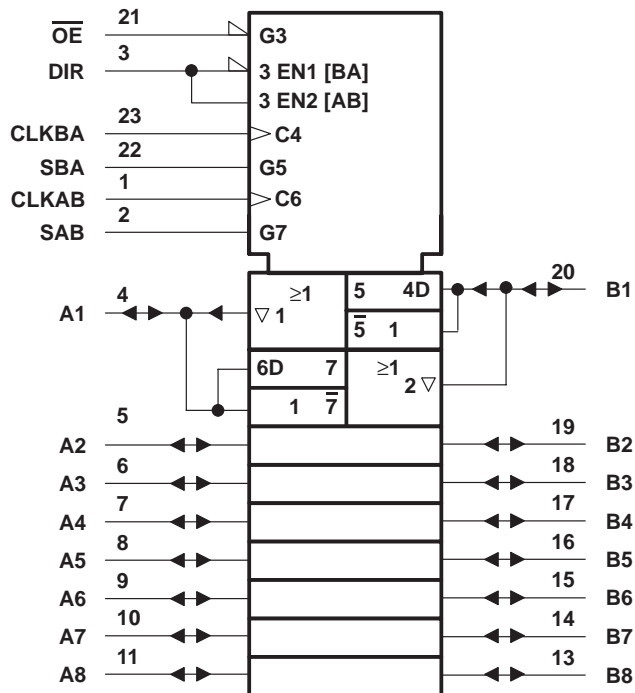 OE 21 G3
DIR 3 3 EN1 [BA]
3 EN2 [AB]
CLKBA 23 C4
SBA 22 G5
CLKAB 1 C6
SAB 2 G7
A1 4 ≥1 ▽ 1 5 4D 20 B1
5̅ 1
6D 7 ≥1 2 ▽
1 7̅
A2 5 19 B2
A3 6 18 B3
A4 7 17 B4
A5 8 16 B5
A6 9 15 B6
A7 10 14 B7
A8 11 13 B8